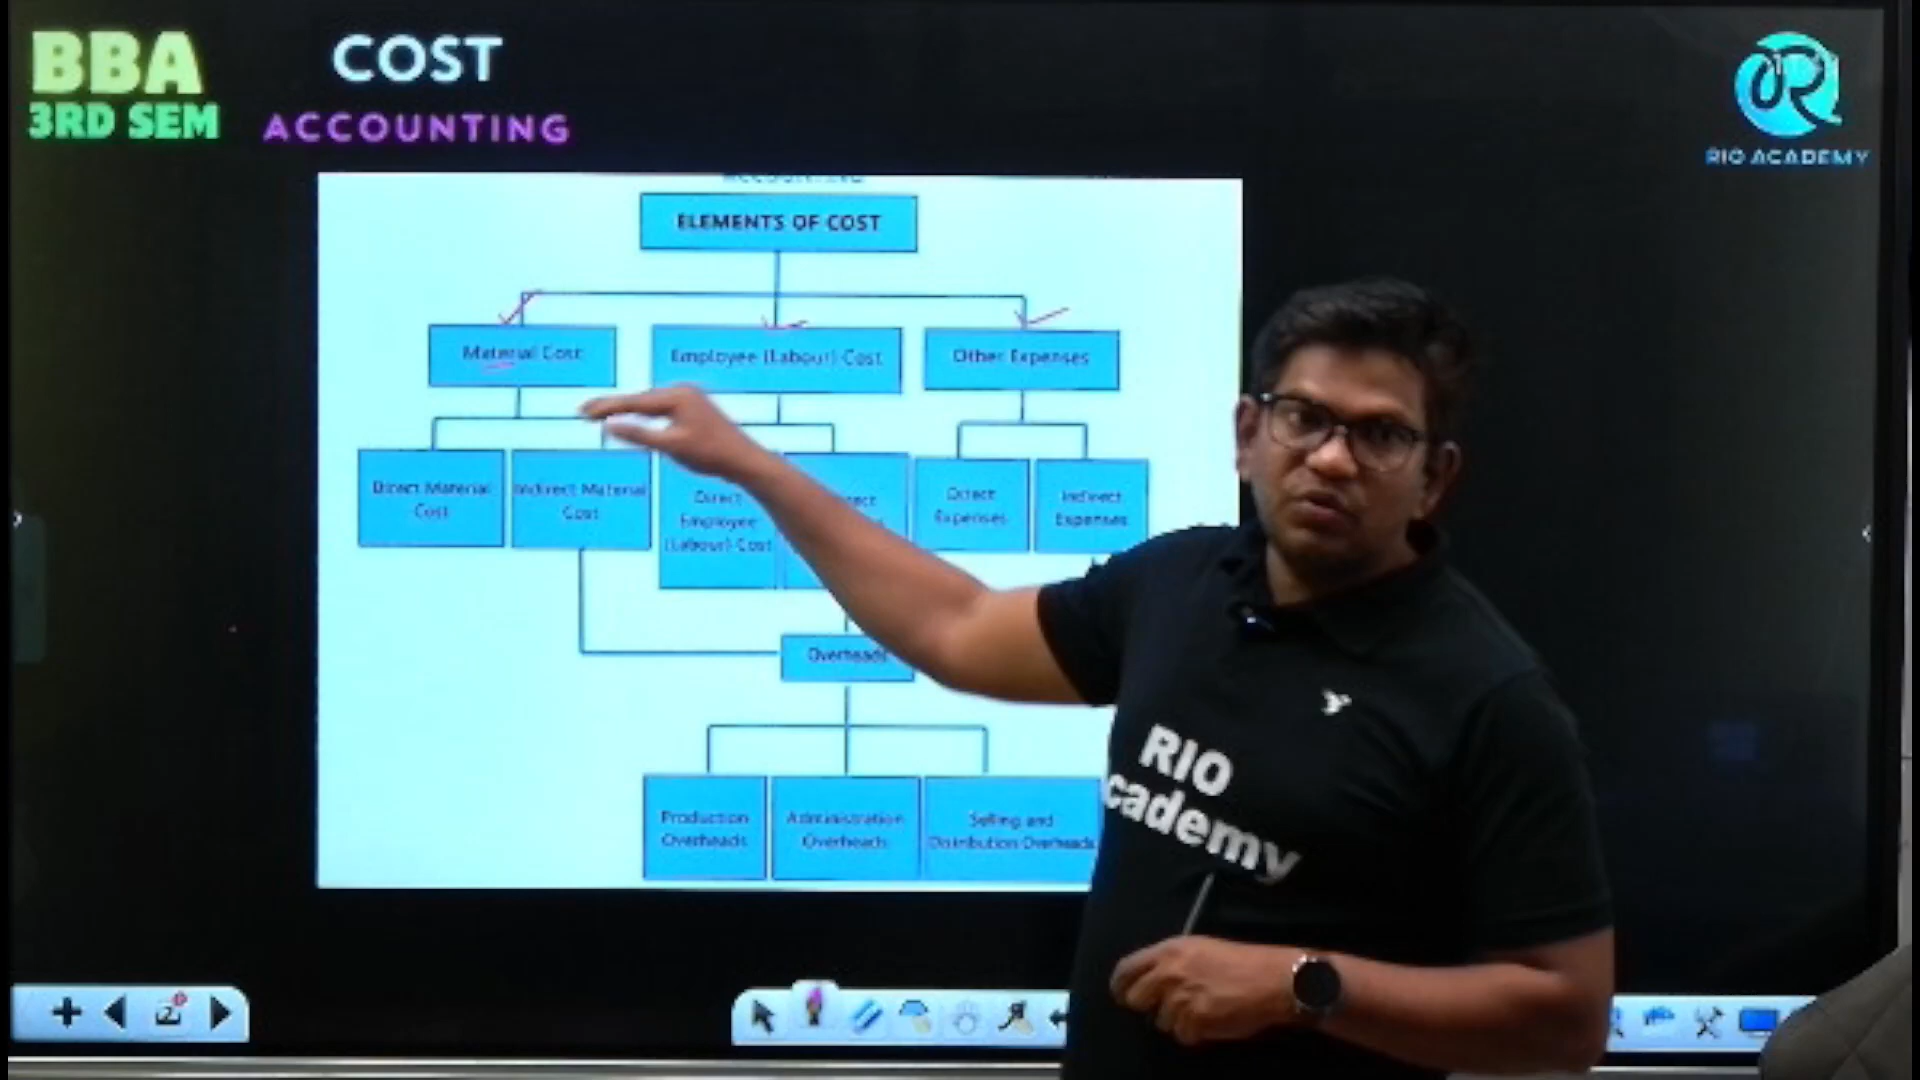 BBA
3RD SEM
COST
ACCOUNTING
RIO ACADEMY
ELEMENTS OF COST
Material Cost
Employee (Labour) Cost
Other Expenses
Direct Material
Cost
Indirect Material
Cost
Direct
Employee
(Labour) Cost
Direct
Expenses
Indirect
Expenses
Overheads
Production
Overheads
Administration
Overheads
Selling and
Distribution Overheads
RIO
cademy
2